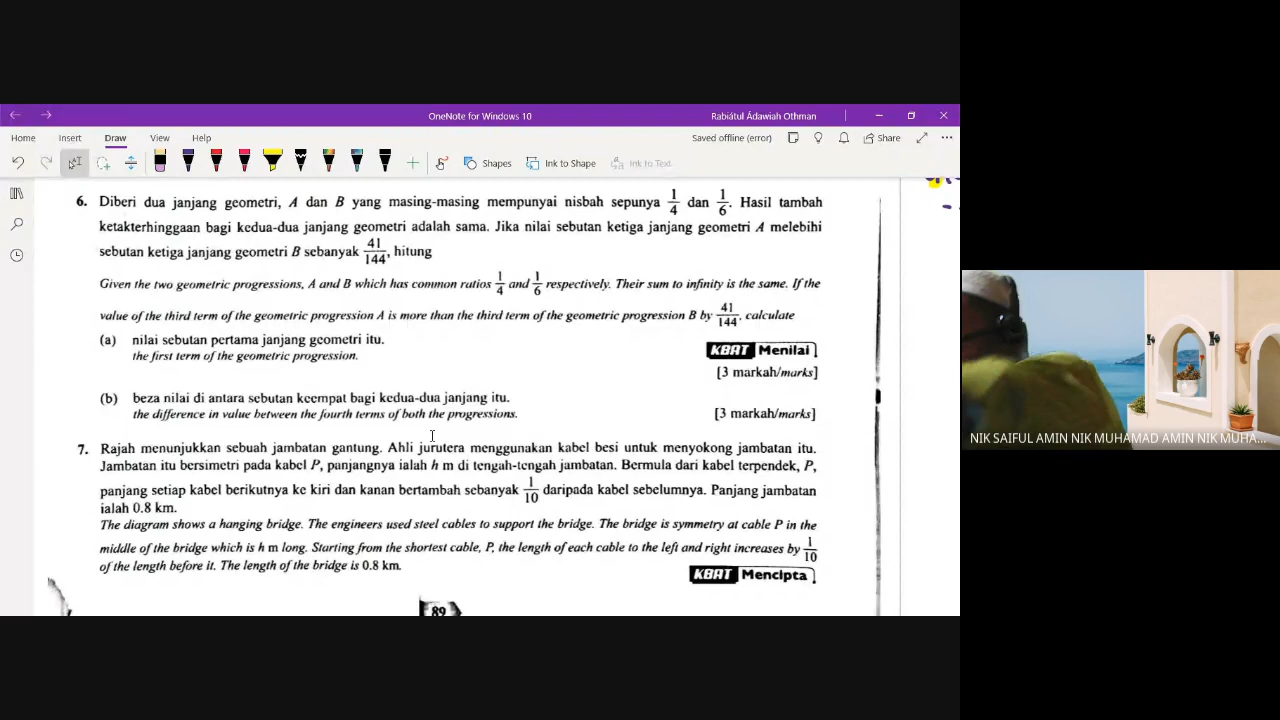 OneNote for Windows 10
Rabiátul Ádawiah Othman
Home Insert Draw View Help
Saved offline (error)
Share
Shapes
Ink to Shape
Ink to Text
6. Diberi dua janjang geometri, A dan B yang masing-masing mempunyai nisbah sepunya 1/4 dan 1/6. Hasil tambah
ketakterhinggaan bagi kedua-dua janjang geometri adalah sama. Jika nilai sebutan ketiga janjang geometri A melebihi
sebutan ketiga janjang geometri B sebanyak 41/144, hitung
Given the two geometric progressions, A and B which has common ratios 1/4 and 1/6 respectively. Their sum to infinity is the same. If the
value of the third term of the geometric progression A is more than the third term of the geometric progression B by 41/144, calculate
(a) nilai sebutan pertama janjang geometri itu.
the first term of the geometric progression.
KBAT Menilai
[3 markah/marks]
(b) beza nilai di antara sebutan keempat bagi kedua-dua janjang itu.
the difference in value between the fourth terms of both the progressions.
[3 markah/marks]
7. Rajah menunjukkan sebuah jambatan gantung. Ahli jurutera menggunakan kabel besi untuk menyokong jambatan itu.
Jambatan itu bersimetri pada kabel P, panjangnya ialah h m di tengah-tengah jambatan. Bermula dari kabel terpendek, P,
panjang setiap kabel berikutnya ke kiri dan kanan bertambah sebanyak 1/10 daripada kabel sebelumnya. Panjang jambatan
ialah 0.8 km.
The diagram shows a hanging bridge. The engineers used steel cables to support the bridge. The bridge is symmetry at cable P in the
middle of the bridge which is h m long. Starting from the shortest cable, P, the length of each cable to the left and right increases by 1/10
of the length before it. The length of the bridge is 0.8 km.
KBAT Mencipta
89
NIK SAIFUL AMIN NIK MUHAMAD AMIN NIK MUHA...